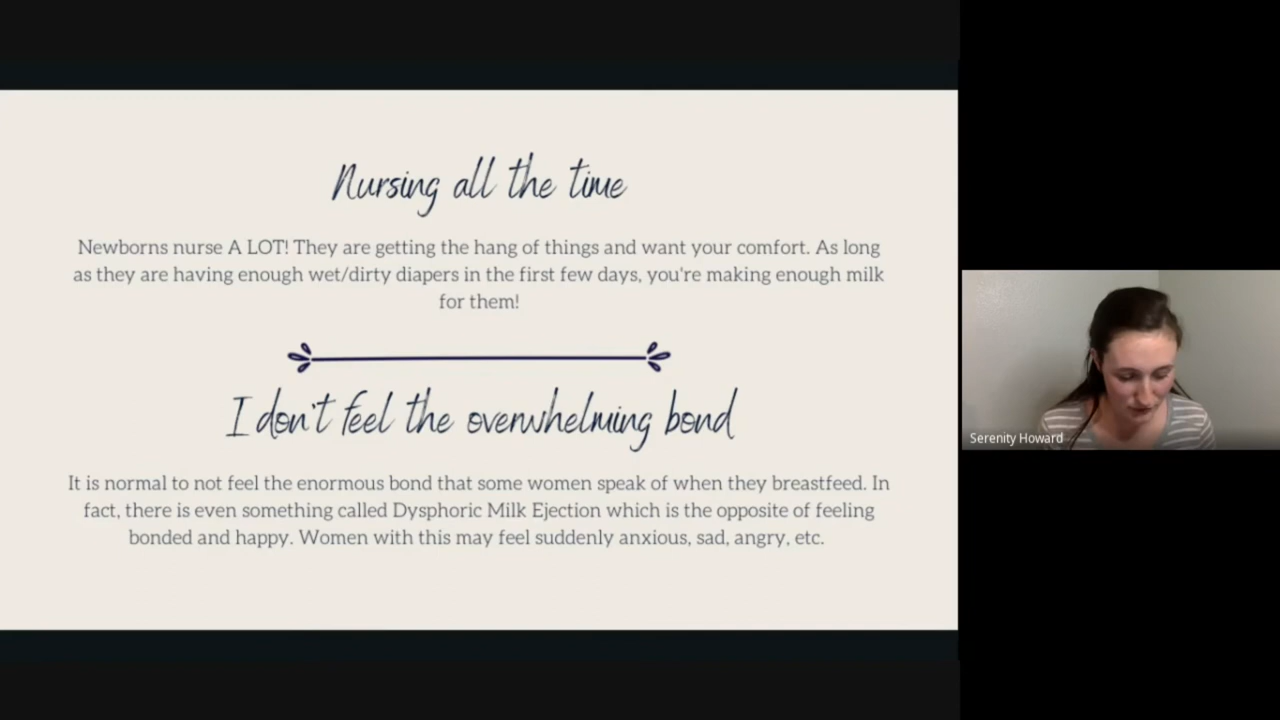 Nursing all the time
Newborns nurse A LOT! They are getting the hang of things and want your comfort. As long
as they are having enough wet/dirty diapers in the first few days, you're making enough milk
for them!
I don't feel the overwhelming bond
It is normal to not feel the enormous bond that some women speak of when they breastfeed. In
fact, there is even something called Dysphoric Milk Ejection which is the opposite of feeling
bonded and happy. Women with this may feel suddenly anxious, sad, angry, etc.
Serenity Howard